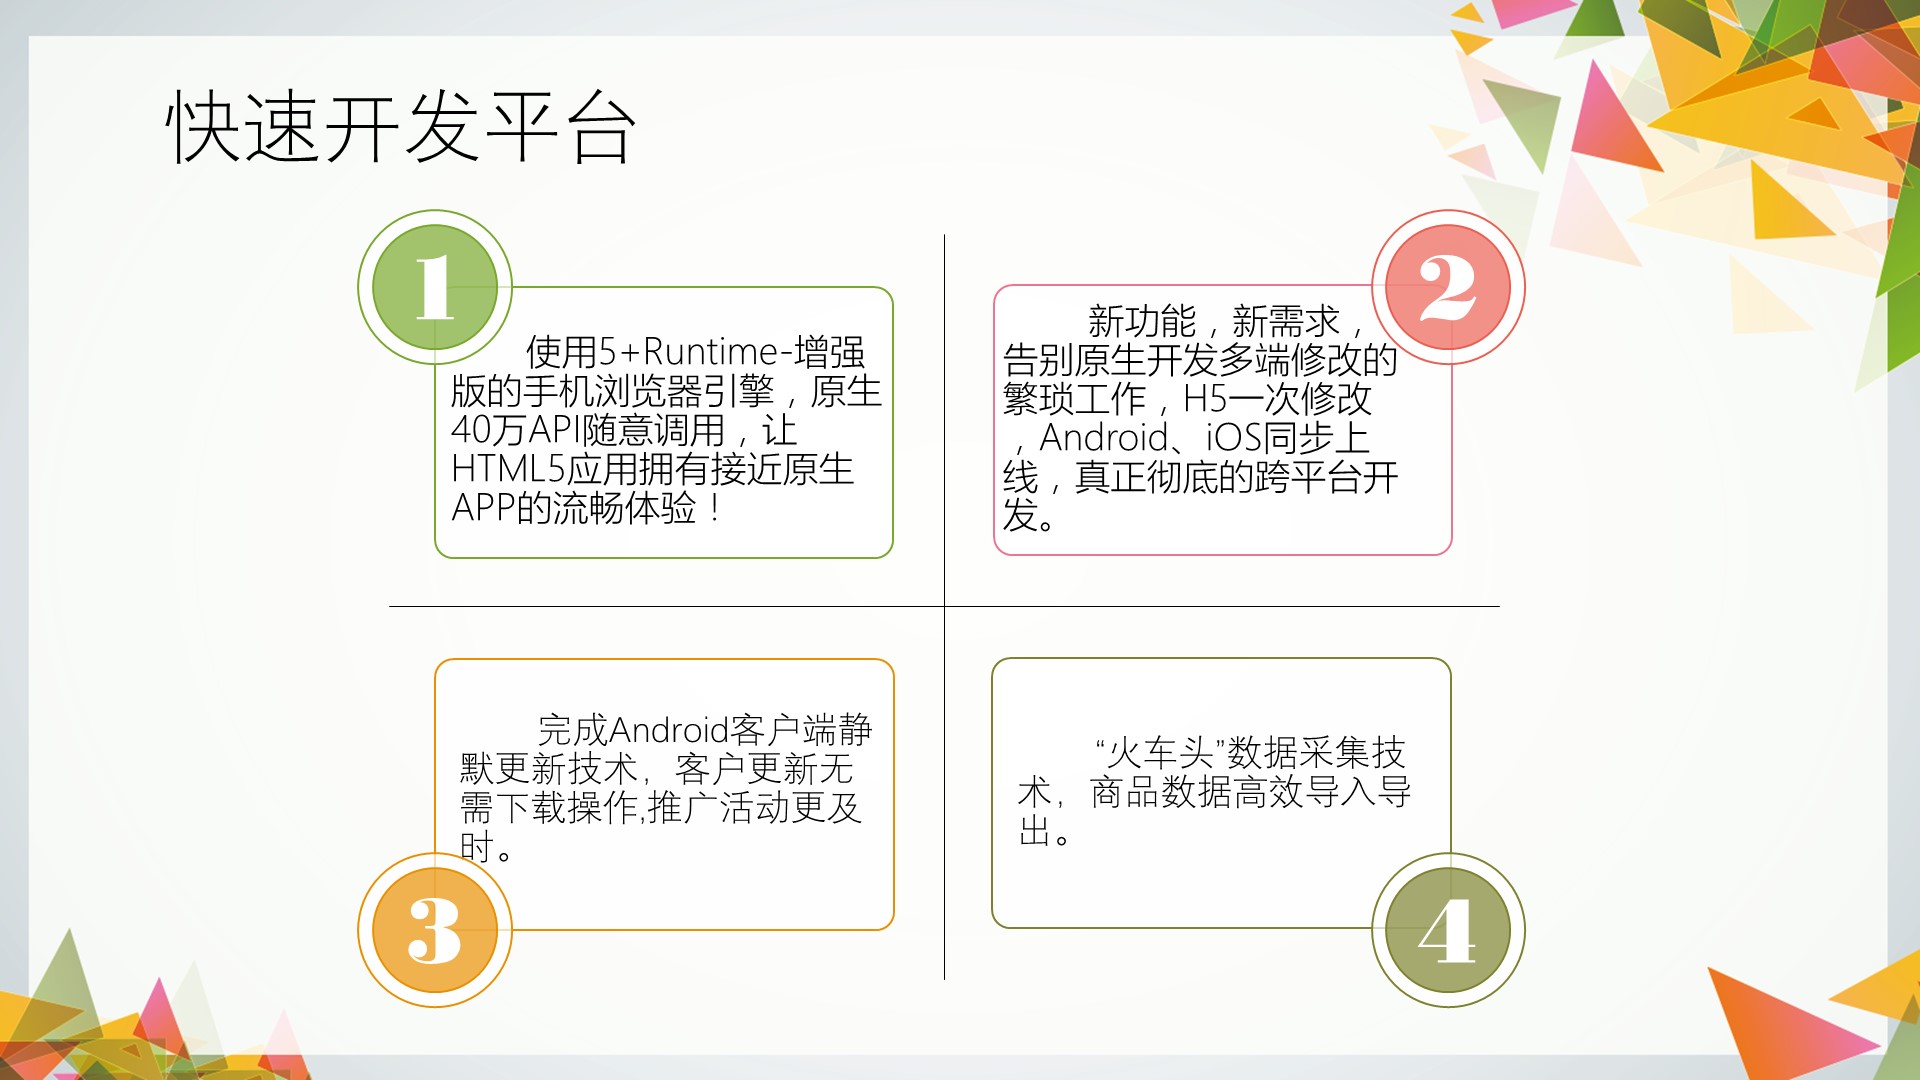 快速开发平台
1
使用5+Runtime-增强
版的手机浏览器引擎，原生
40万API随意调用，让
HTML5应用拥有接近原生
APP的流畅体验！
2
新功能，新需求，
告别原生开发多端修改的
繁琐工作，H5一次修改
，Android、iOS同步上
线，真正彻底的跨平台开
发。
完成Android客户端静
默更新技术，客户更新无
需下载操作,推广活动更及
时。
3
“火车头”数据采集技
术，商品数据高效导入导
出。
4